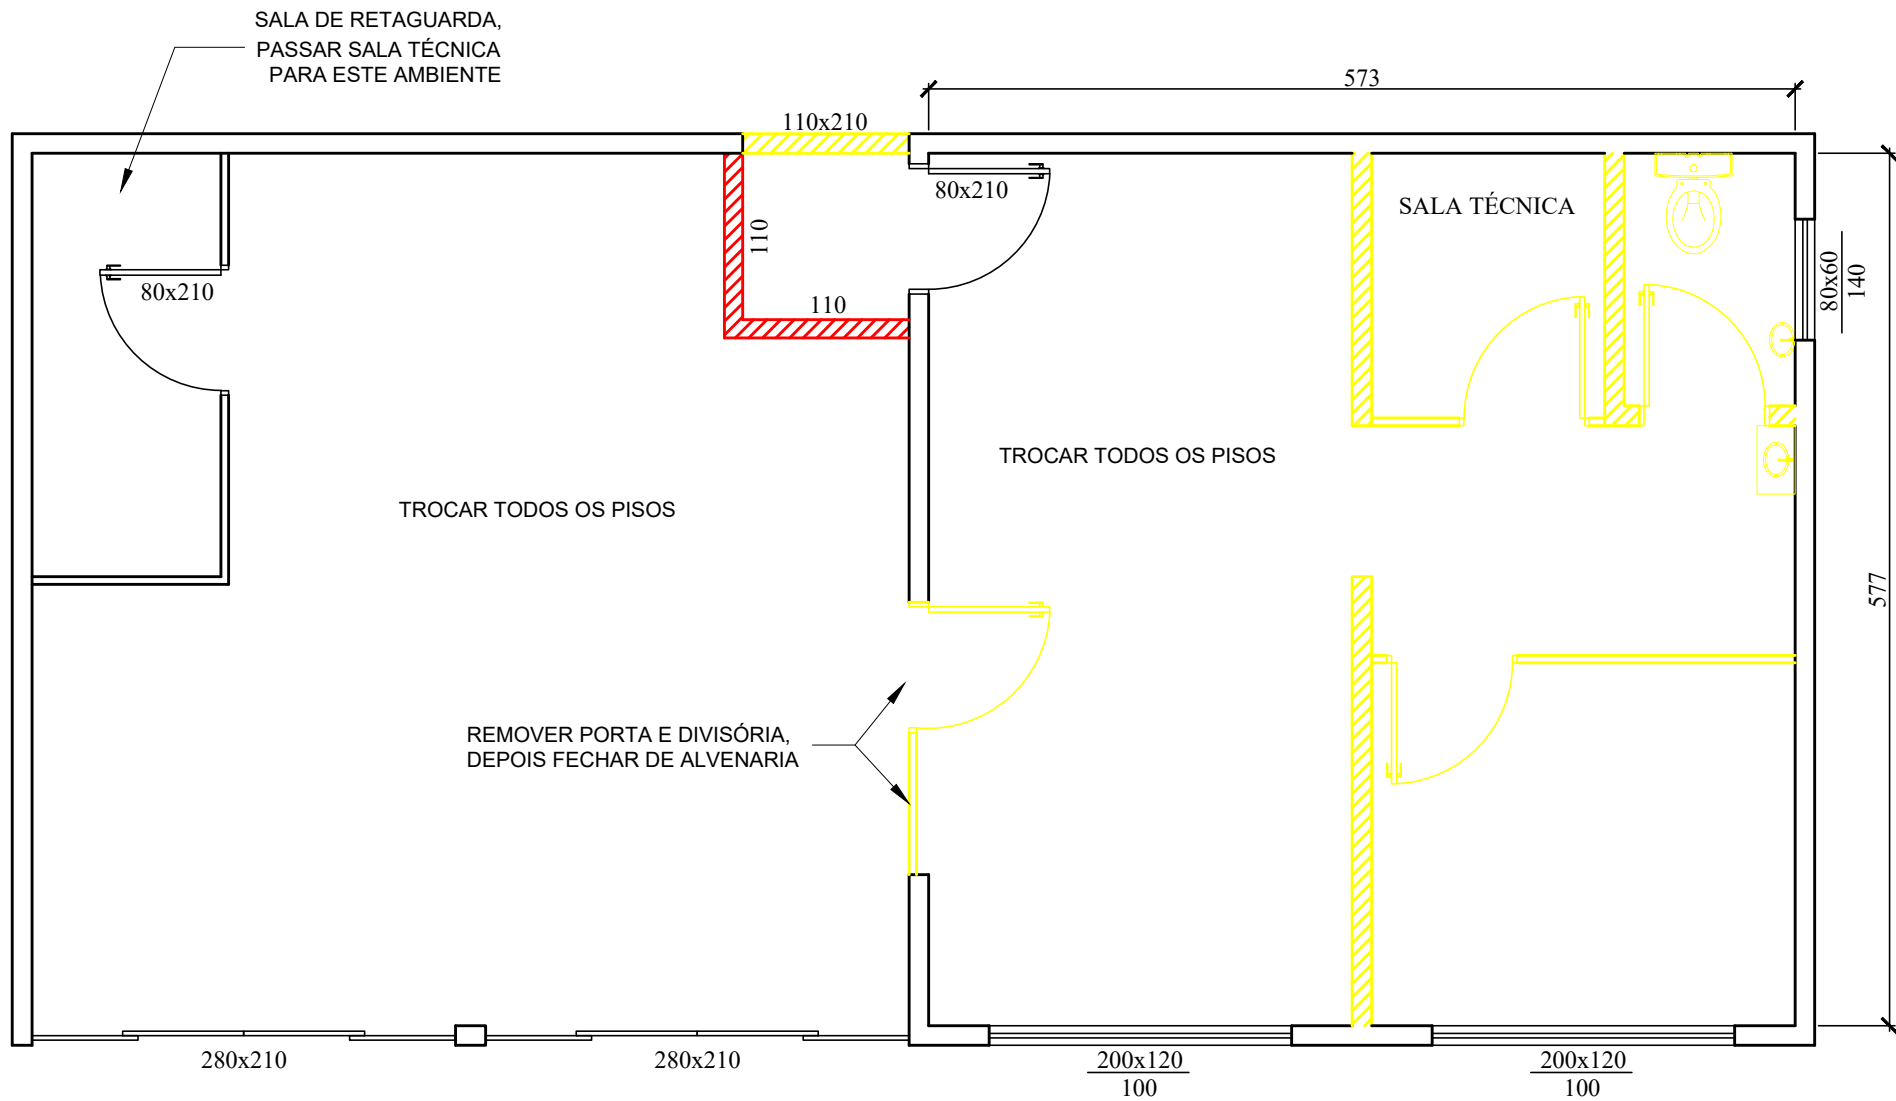 SALA DE RETAGUARDA,
PASSAR SALA TÉCNICA
PARA ESTE AMBIENTE
573
110x210
80x210
SALA TÉCNICA
110
80x60
140
80x210
110
TROCAR TODOS OS PISOS
TROCAR TODOS OS PISOS
577
REMOVER PORTA E DIVISÓRIA,
DEPOIS FECHAR DE ALVENARIA
280x210
280x210
200x120
100
200x120
100